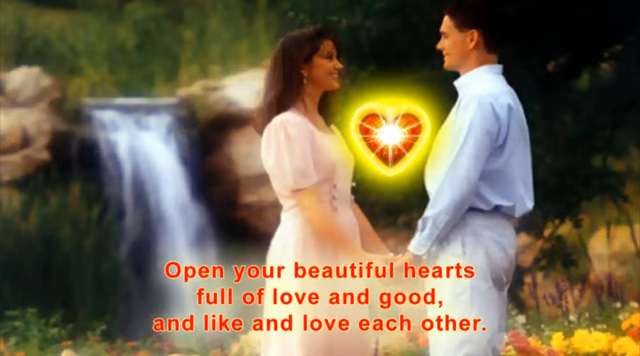 Open your beautiful hearts
full of love and good,
and like and love each other.